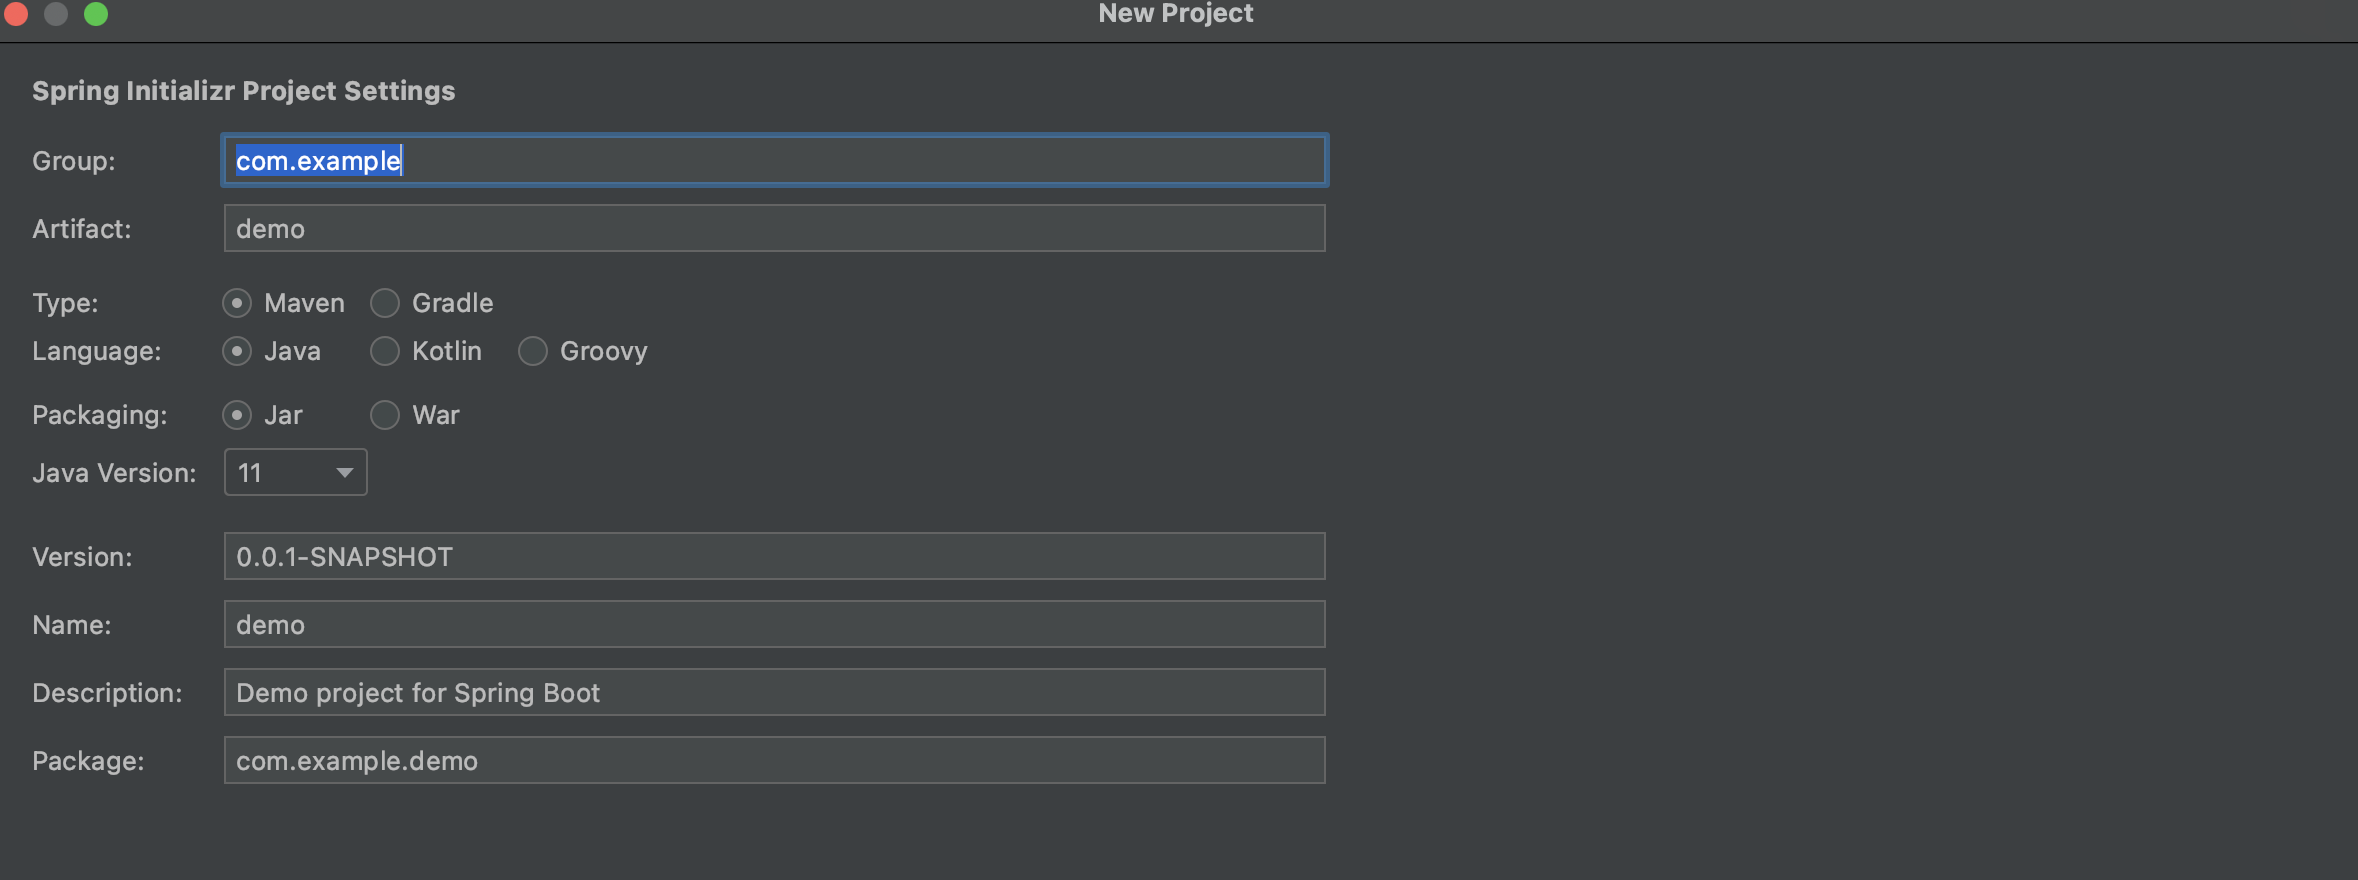 New Project
Spring Initializr Project Settings
Group: com.example
Artifact: demo
Type: Maven Gradle
Language: Java Kotlin Groovy
Packaging: Jar War
Java Version: 11
Version: 0.0.1-SNAPSHOT
Name: demo
Description: Demo project for Spring Boot
Package: com.example.demo